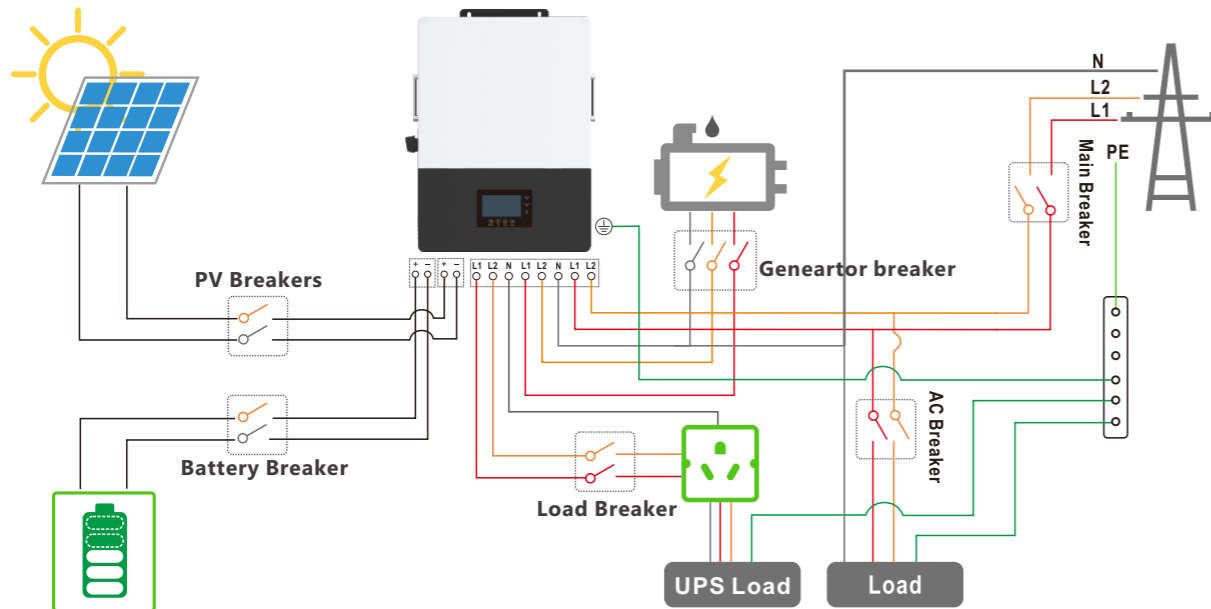 N
L2
L1
PE
Main Breaker
+ − + −
L1 L2 N L1 L2 N L1 L2
Geneartor breaker
PV Breakers
AC Breaker
Battery Breaker
Load Breaker
UPS Load
Load